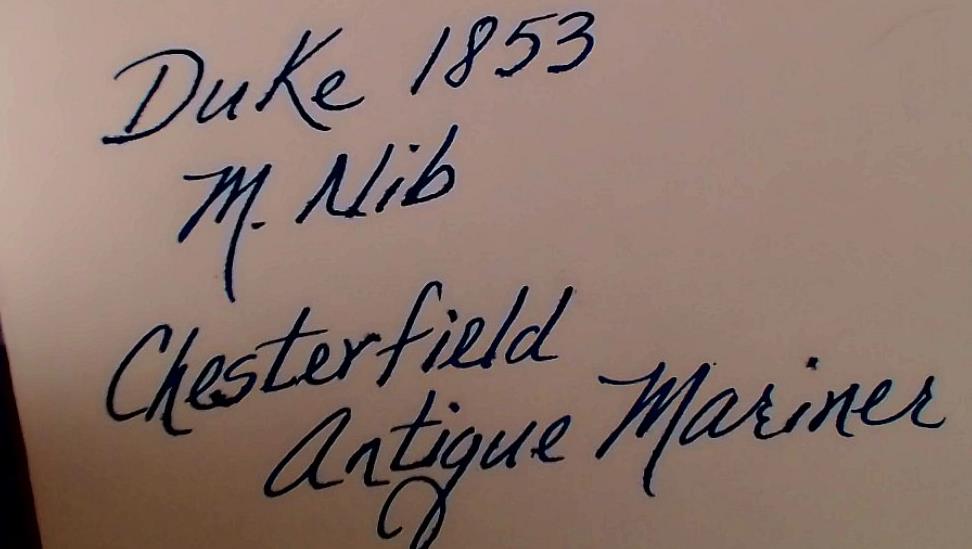 Duke 1853
M. Nib
Chesterfield
Antique Mariner